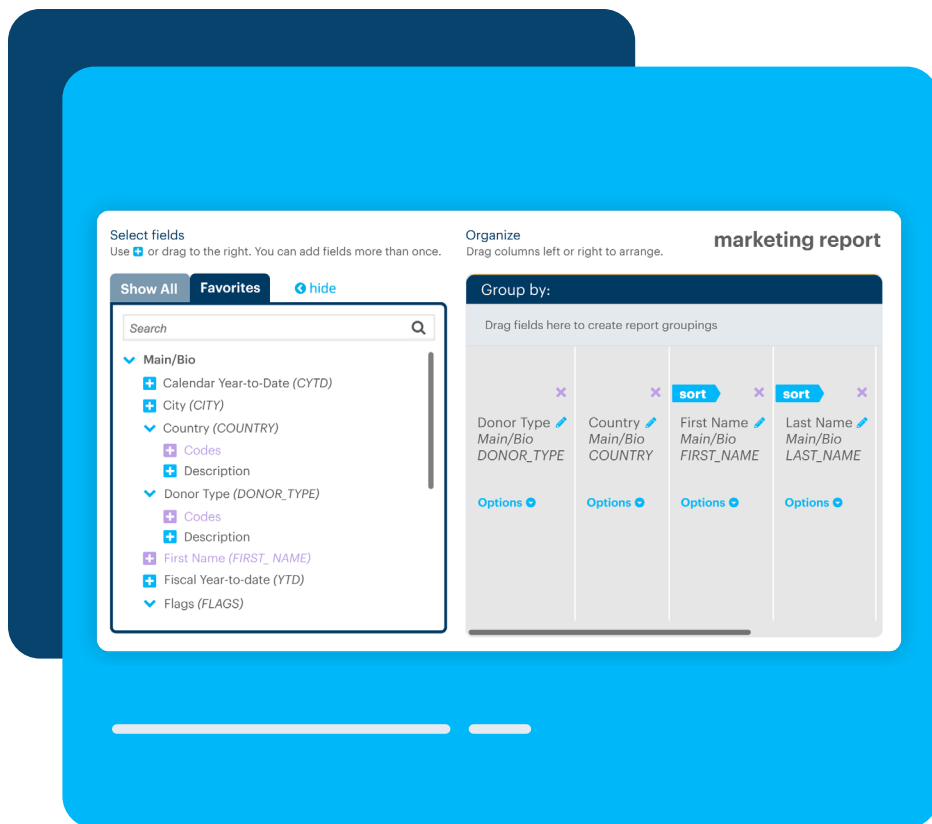 Select fields
Use + or drag to the right. You can add fields more than once.
Show All
Favorites
hide
Search
Main/Bio
Calendar Year-to-Date (CYTD)
City (CITY)
Country (COUNTRY)
Codes
Description
Donor Type (DONOR_TYPE)
Codes
Description
First Name (FIRST_ NAME)
Fiscal Year-to-date (YTD)
Flags (FLAGS)
Organize
Drag columns left or right to arrange.
marketing report
Group by:
Drag fields here to create report groupings
Donor Type
Main/Bio
DONOR_TYPE
Options
Country
Main/Bio
COUNTRY
Options
sort
First Name
Main/Bio
FIRST_NAME
Options
sort
Last Name
Main/Bio
LAST_NAME
Options